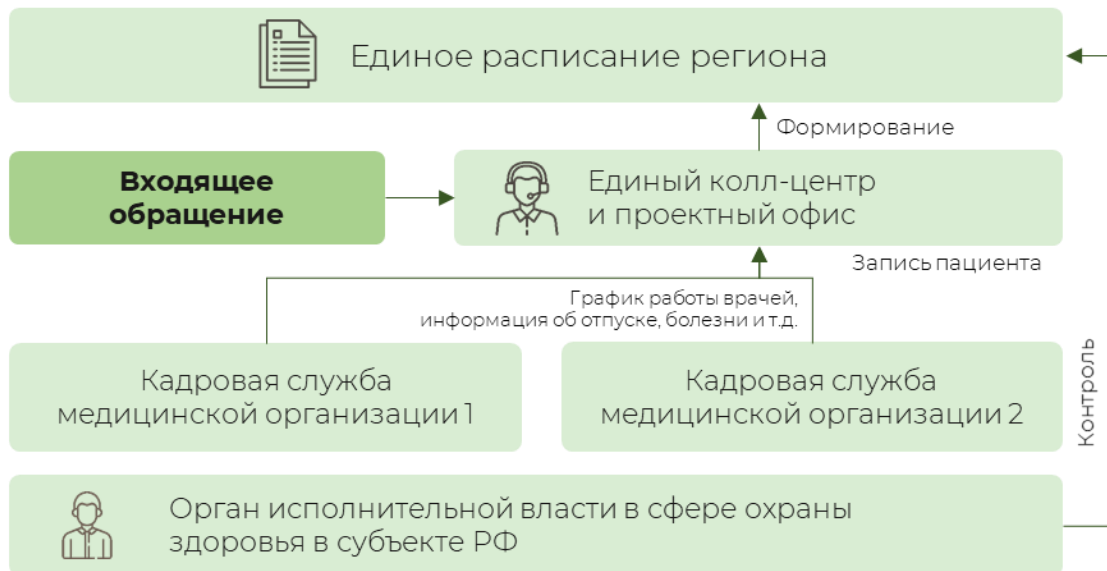 Единое расписание региона
Формирование
Входящее
обращение
Единый колл-центр
и проектный офис
Запись пациента
График работы врачей,
информация об отпуске, болезни и т.д.
Кадровая служба
медицинской организации 1
Кадровая служба
медицинской организации 2
Контроль
Орган исполнительной власти в сфере охраны
здоровья в субъекте РФ